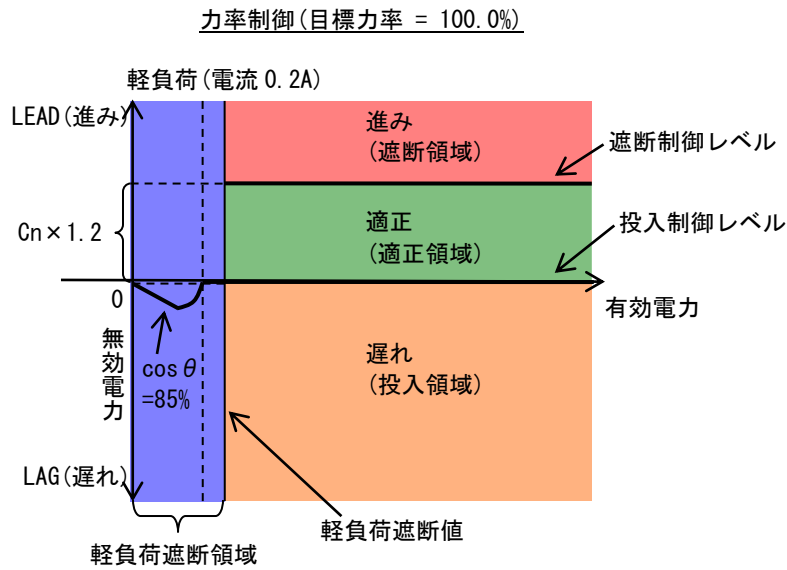 力率制御(目標力率 = 100.0%)
軽負荷(電流 0.2A)
LEAD(進み)
進み
(遮断領域)
遮断制御レベル
Cn×1.2
適正
(適正領域)
投入制御レベル
0
有効電力
無効電力
cosθ
=85%
遅れ
(投入領域)
LAG(遅れ)
軽負荷遮断値
軽負荷遮断領域